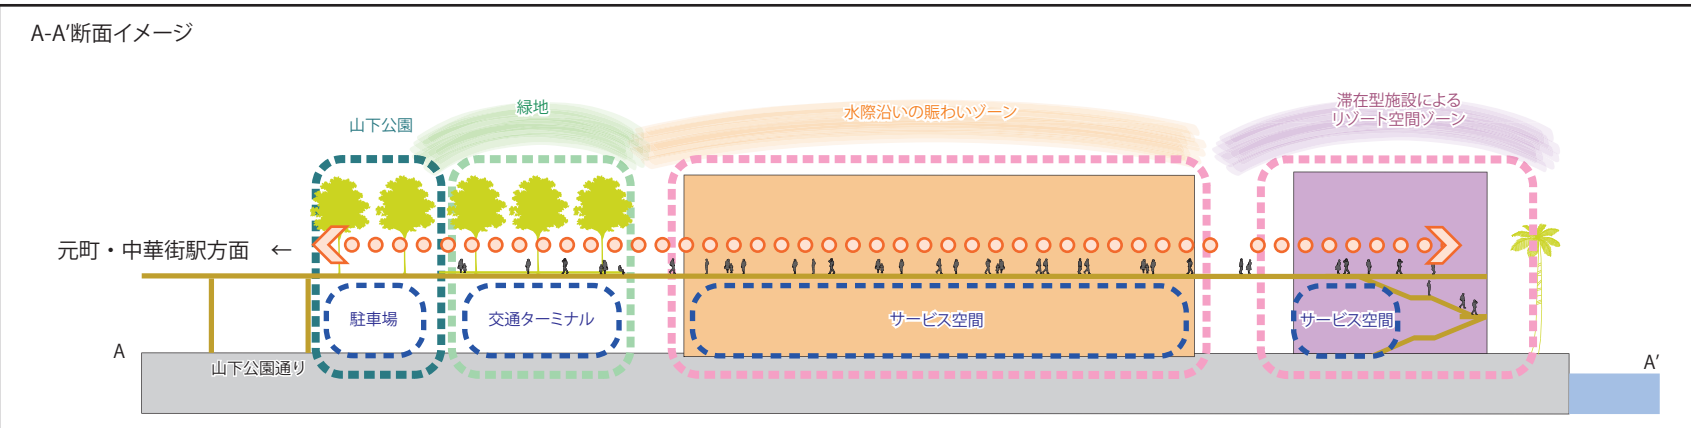 A-A’断面イメージ
山下公園
緑地
水際沿いの賑わいゾーン
滞在型施設による
リゾート空間ゾーン
元町・中華街駅方面 ←
駐車場
交通ターミナル
サービス空間
サービス空間
A
山下公園通り
A’